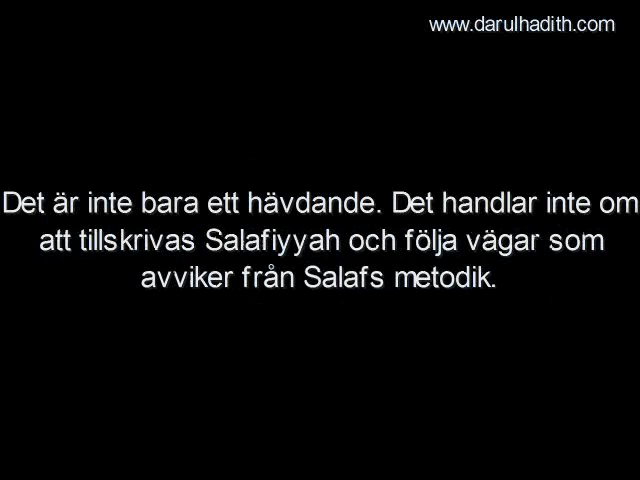 www.darulhadith.com
Det är inte bara ett hävdande. Det handlar inte om
att tillskrivas Salafiyyah och följa vägar som
avviker från Salafs metodik.